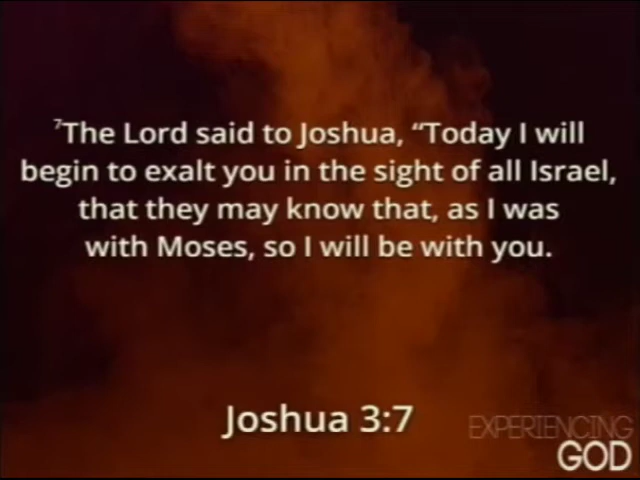 ⁷The Lord said to Joshua, “Today I will
begin to exalt you in the sight of all Israel,
that they may know that, as I was
with Moses, so I will be with you.
Joshua 3:7
EXPERIENCING
GOD